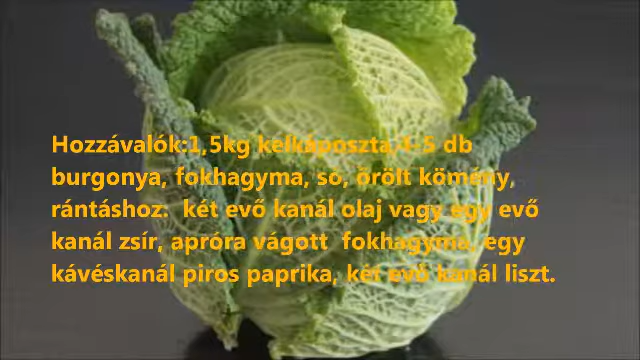 Hozzávalók:1,5kg kelkáposzta,4-5 db
burgonya, fokhagyma, só, őrölt kömény,
rántáshoz:  két evő kanál olaj vagy egy evő
kanál zsír, apróra vágott  fokhagyma, egy
kávéskanál piros paprika, két evő kanál liszt.